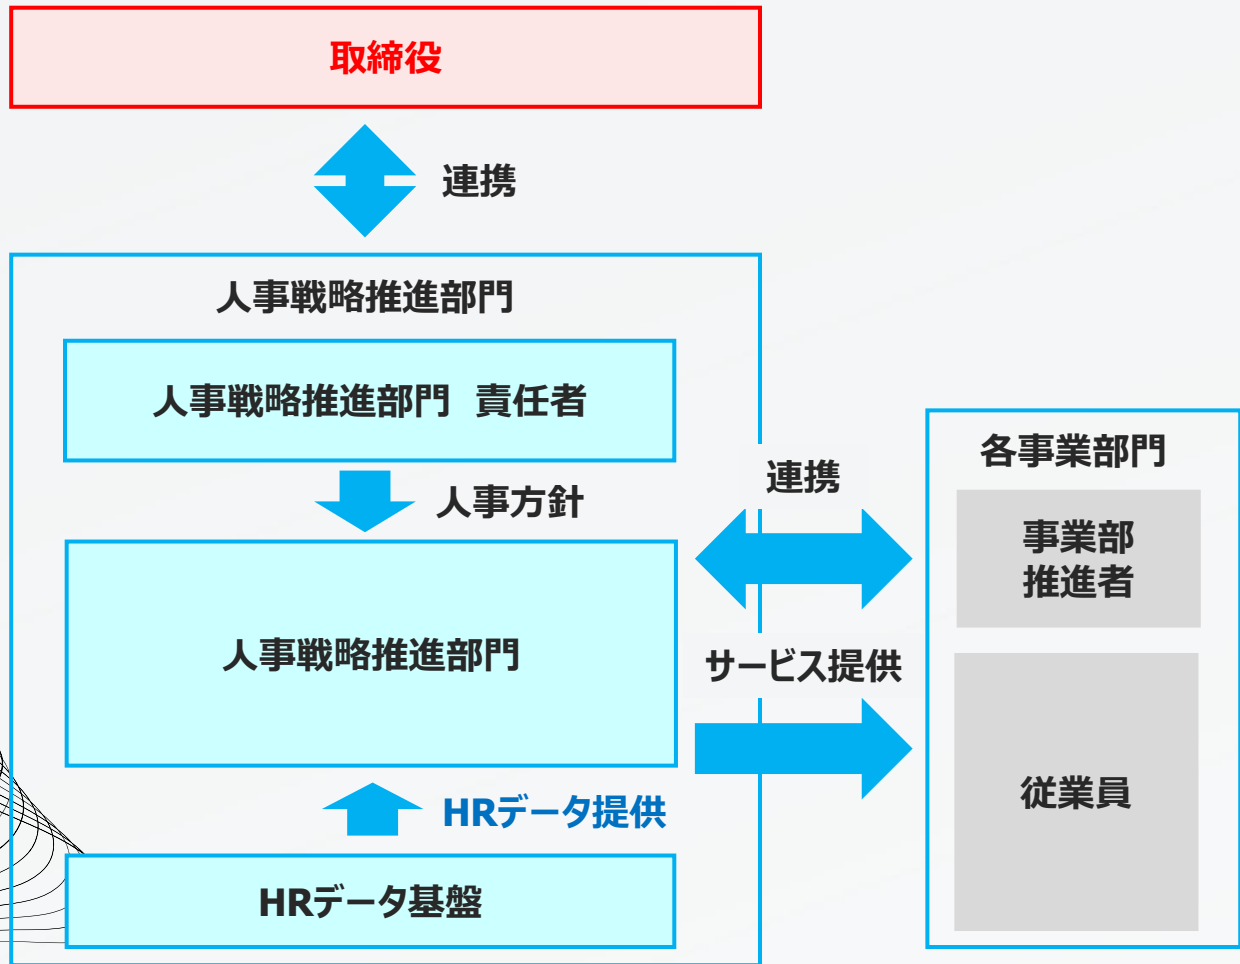 取締役
連携
人事戦略推進部門
人事戦略推進部門 責任者
人事方針
人事戦略推進部門
HRデータ提供
HRデータ基盤
連携
サービス提供
各事業部門
事業部
推進者
従業員